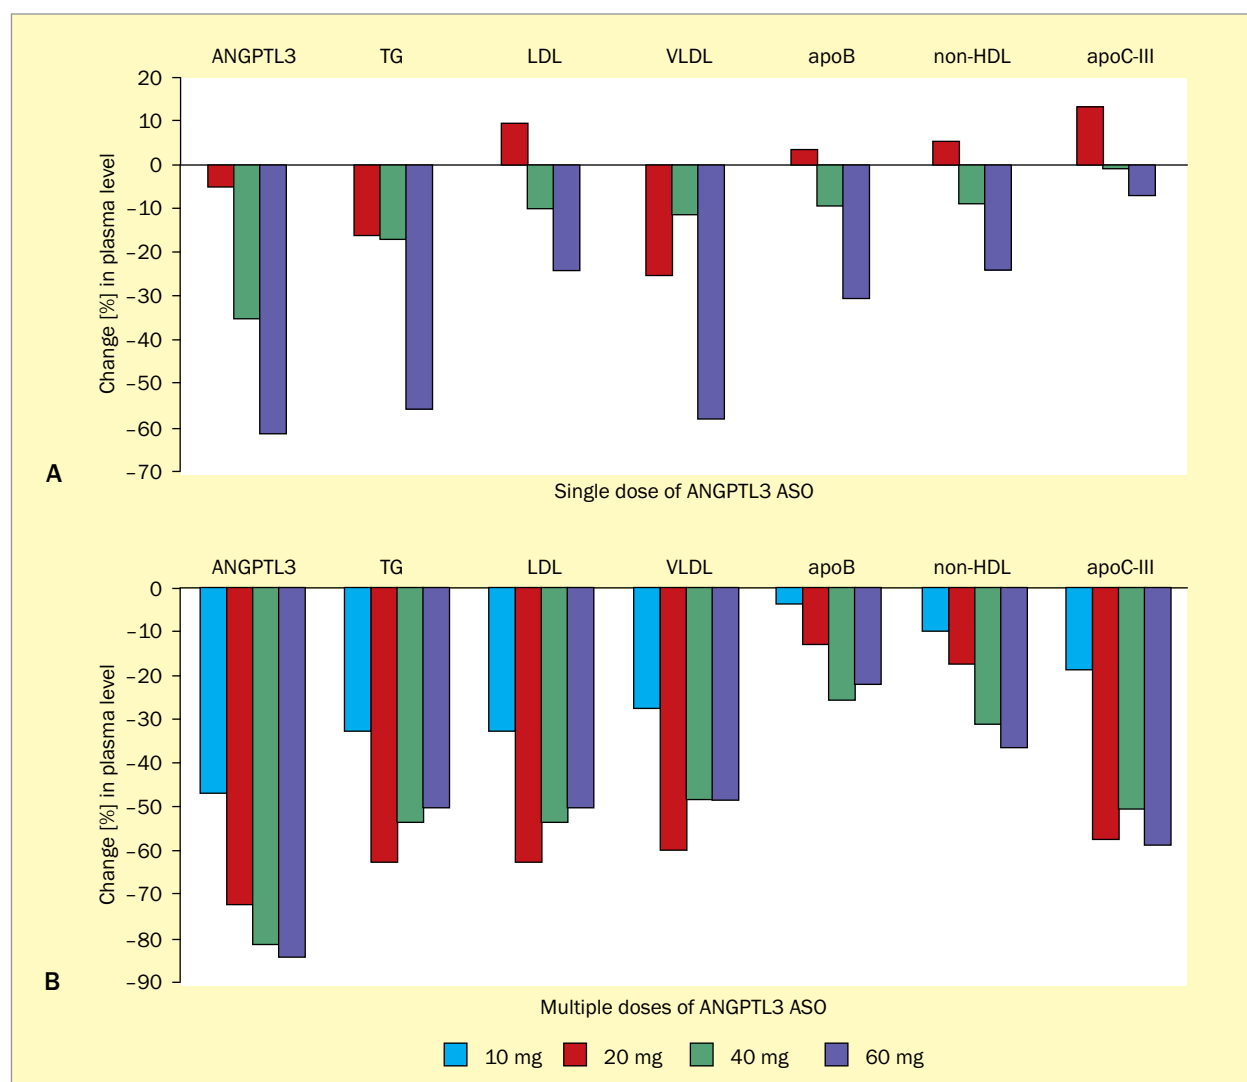 ANGPTL3 TG LDL VLDL apoB non-HDL apoC-III
Change [%] in plasma level
20
10
0
–10
–20
–30
–40
–50
–60
–70
A
Single dose of ANGPTL3 ASO
ANGPTL3 TG LDL VLDL apoB non-HDL apoC-III
Change [%] in plasma level
0
–10
–20
–30
–40
–50
–60
–70
–80
–90
B
Multiple doses of ANGPTL3 ASO
10 mg 20 mg 40 mg 60 mg